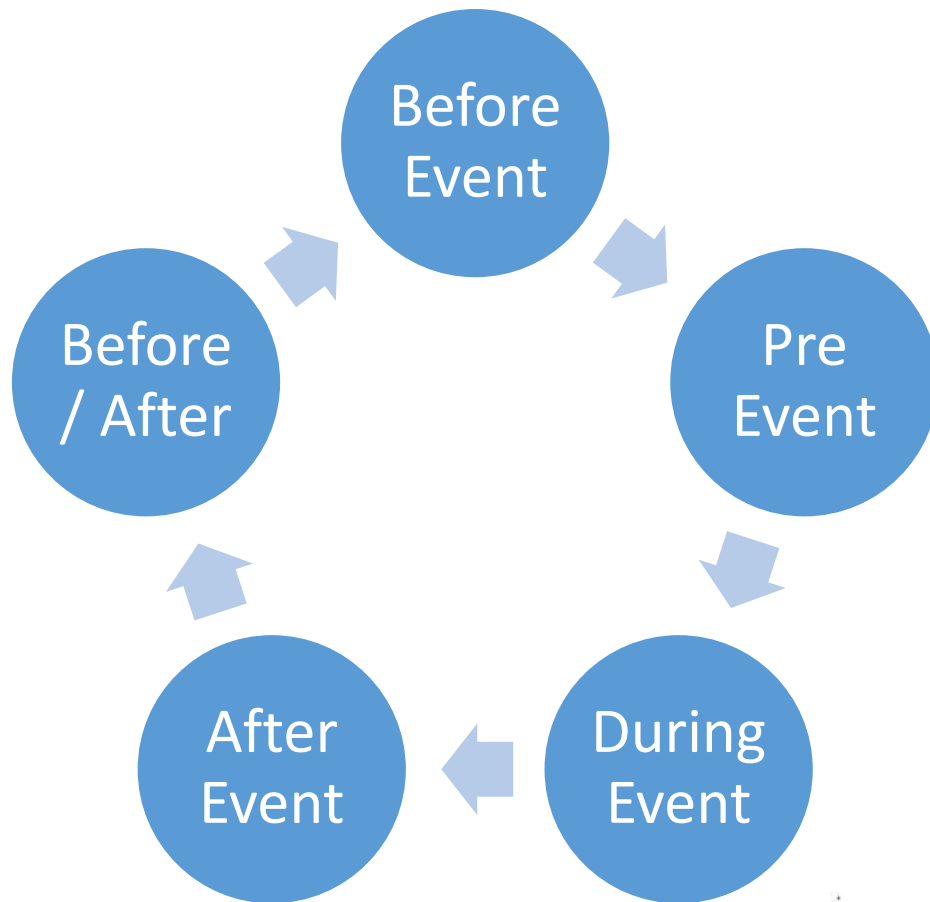 Before
Event
Pre
Event
During
Event
After
Event
Before
/ After